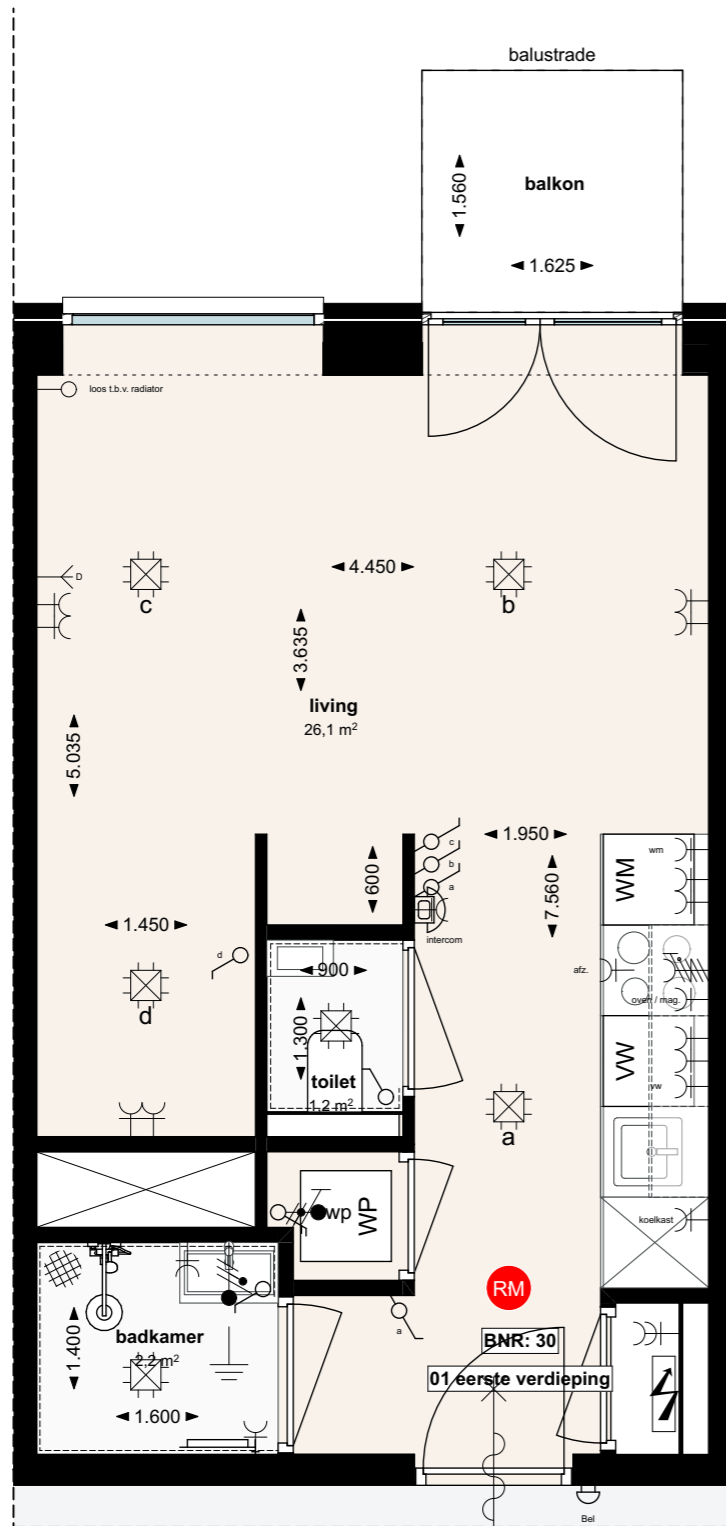 balustrade
balkon
1.560
1.625
loos t.b.v. radiator
4.450
D
c
b
3.635
living
26,1 m²
5.035
1.950
c
b
a
wm
WM
600
7.560
1.450
intercom
d
900
afz.
oven / mag.
d
1.300
VW
vw
toilet
1,2 m²
a
wp
WP
koelkast
RM
a
badkamer
2,2 m²
1.400
BNR: 30
01 eerste verdieping
1.600
Bel